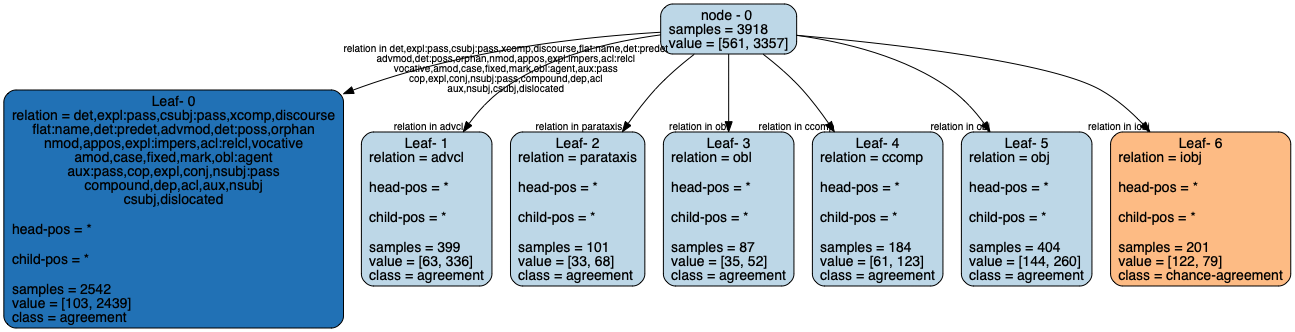 node - 0
samples = 3918
value = [561, 3357]
relation in det,expl:pass,csubj:pass,xcomp,discourse,flat:name,det:predet
advmod,det:poss,orphan,nmod,appos,expl:impers,acl:relcl
vocative,amod,case,fixed,mark,obl:agent,aux:pass
cop,expl,conj,nsubj:pass,compound,dep,acl
aux,nsubj,csubj,dislocated
Leaf- 0
relation = det,expl:pass,csubj:pass,xcomp,discourse
flat:name,det:predet,advmod,det:poss,orphan
nmod,appos,expl:impers,acl:relcl,vocative
amod,case,fixed,mark,obl:agent
aux:pass,cop,expl,conj,nsubj:pass
compound,dep,acl,aux,nsubj
csubj,dislocated
head-pos = *
child-pos = *
samples = 2542
value = [103, 2439]
class = agreement
relation in advcl
Leaf- 1
relation = advcl
head-pos = *
child-pos = *
samples = 399
value = [63, 336]
class = agreement
relation in parataxis
Leaf- 2
relation = parataxis
head-pos = *
child-pos = *
samples = 101
value = [33, 68]
class = agreement
relation in obl
Leaf- 3
relation = obl
head-pos = *
child-pos = *
samples = 87
value = [35, 52]
class = agreement
relation in ccomp
Leaf- 4
relation = ccomp
head-pos = *
child-pos = *
samples = 184
value = [61, 123]
class = agreement
relation in obj
Leaf- 5
relation = obj
head-pos = *
child-pos = *
samples = 404
value = [144, 260]
class = agreement
relation in iobj
Leaf- 6
relation = iobj
head-pos = *
child-pos = *
samples = 201
value = [122, 79]
class = chance-agreement